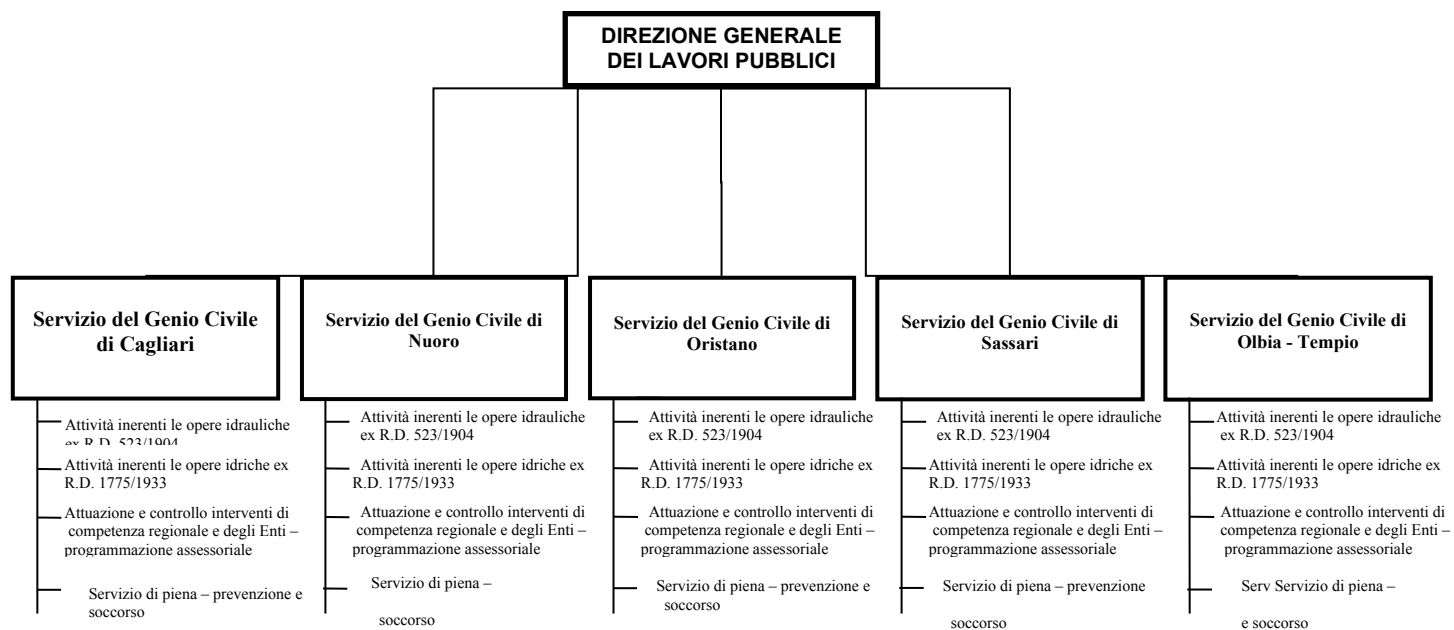 DIREZIONE GENERALE
DEI LAVORI PUBBLICI
Servizio del Genio Civile
di Cagliari
Attività inerenti le opere idrauliche
ex R.D. 523/1904
Attività inerenti le opere idriche ex
R.D. 1775/1933
Attuazione e controllo interventi di
competenza regionale e degli Enti –
programmazione assessoriale
Servizio di piena – prevenzione e
soccorso
Servizio del Genio Civile di
Nuoro
Attività inerenti le opere idrauliche
ex R.D. 523/1904
Attività inerenti le opere idriche ex
R.D. 1775/1933
Attuazione e controllo interventi di
competenza regionale e degli Enti –
programmazione assessoriale
Servizio di piena –
soccorso
Servizio del Genio Civile di
Oristano
Attività inerenti le opere idrauliche
ex R.D. 523/1904
Attività inerenti le opere idriche ex
R.D. 1775/1933
Attuazione e controllo interventi di
competenza regionale e degli Enti –
programmazione assessoriale
Servizio di piena – prevenzione e
soccorso
Servizio del Genio Civile di
Sassari
Attività inerenti le opere idrauliche
ex R.D. 523/1904
Attività inerenti le opere idriche ex
R.D. 1775/1933
Attuazione e controllo interventi di
competenza regionale e degli Enti –
programmazione assessoriale
Servizio di piena – prevenzione
soccorso
Servizio del Genio Civile di
Olbia - Tempio
Attività inerenti le opere idrauliche
ex R.D. 523/1904
Attività inerenti le opere idriche ex
R.D. 1775/1933
Attuazione e controllo interventi di
competenza regionale e degli Enti –
programmazione assessoriale
Serv Servizio di piena –
e soccorso